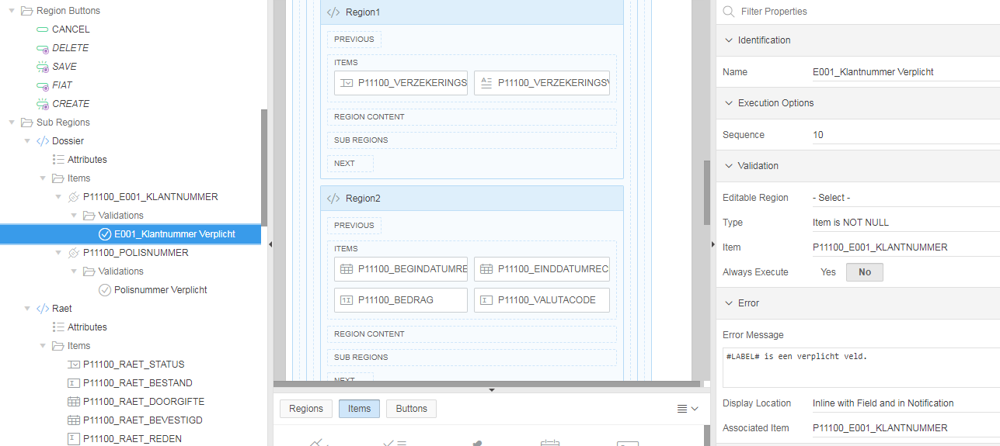 Region Buttons
CANCEL
DELETE
SAVE
FIAT
CREATE
Sub Regions
Dossier
Attributes
Items
P11100_E001_KLANTNUMMER
Validations
E001_Klantnummer Verplicht
P11100_POLISNUMMER
Validations
Polisnummer Verplicht
Raet
Attributes
Items
P11100_RAET_STATUS
P11100_RAET_BESTAND
P11100_RAET_DOORGIFTE
P11100_RAET_BEVESTIGD
P11100_RAET_REDEN
Region1
PREVIOUS
ITEMS
P11100_VERZEKERINGS
P11100_VERZEKERINGSV
REGION CONTENT
SUB REGIONS
NEXT
Region2
PREVIOUS
ITEMS
P11100_BEGINDATUMRE
P11100_EINDDATUMREC
P11100_BEDRAG
P11100_VALUTACODE
REGION CONTENT
SUB REGIONS
NEXT
Regions
Items
Buttons
Filter Properties
Identification
Name E001_Klantnummer Verplicht
Execution Options
Sequence 10
Validation
Editable Region - Select -
Type Item is NOT NULL
Item P11100_E001_KLANTNUMMER
Always Execute Yes No
Error
Error Message
#LABEL# is een verplicht veld.
Display Location Inline with Field and in Notification
Associated Item P11100_E001_KLANTNUMMER